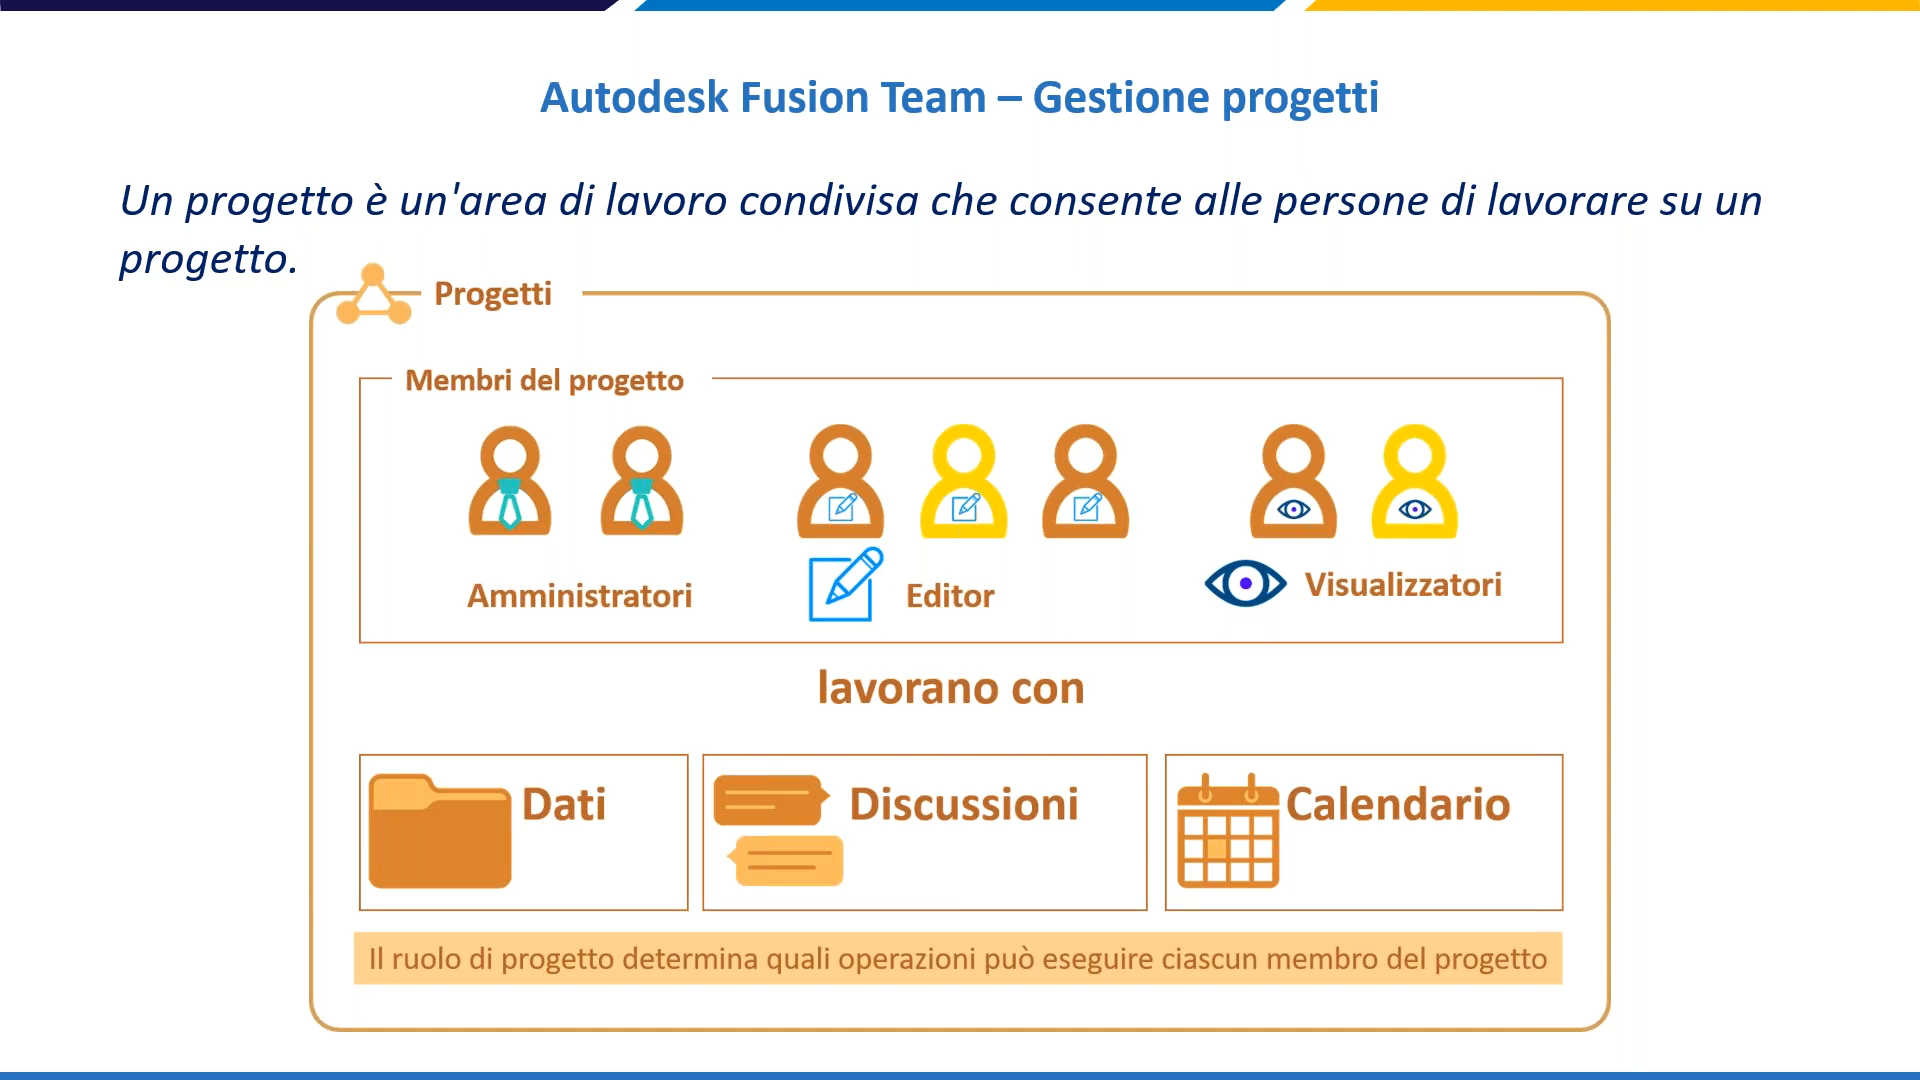 Autodesk Fusion Team – Gestione progetti
Un progetto è un'area di lavoro condivisa che consente alle persone di lavorare su un
progetto.
Progetti
Membri del progetto
Amministratori
Editor
Visualizzatori
lavorano con
Dati
Discussioni
Calendario
Il ruolo di progetto determina quali operazioni può eseguire ciascun membro del progetto